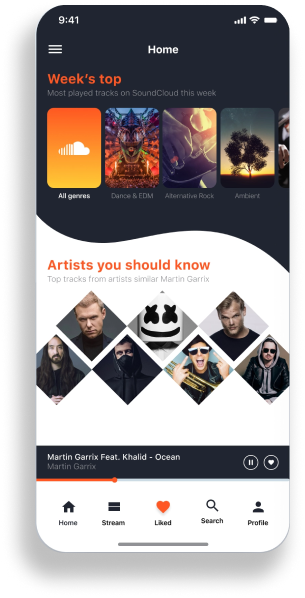 9:41
Home
Week's top
Most played tracks on SoundCloud this week
All genres
Dance & EDM
Alternative Rock
Ambient
Artists you should know
Top tracks from artists similar Martin Garrix
Martin Garrix Feat. Khalid - Ocean
Martin Garrix
Home
Stream
Liked
Search
Profile